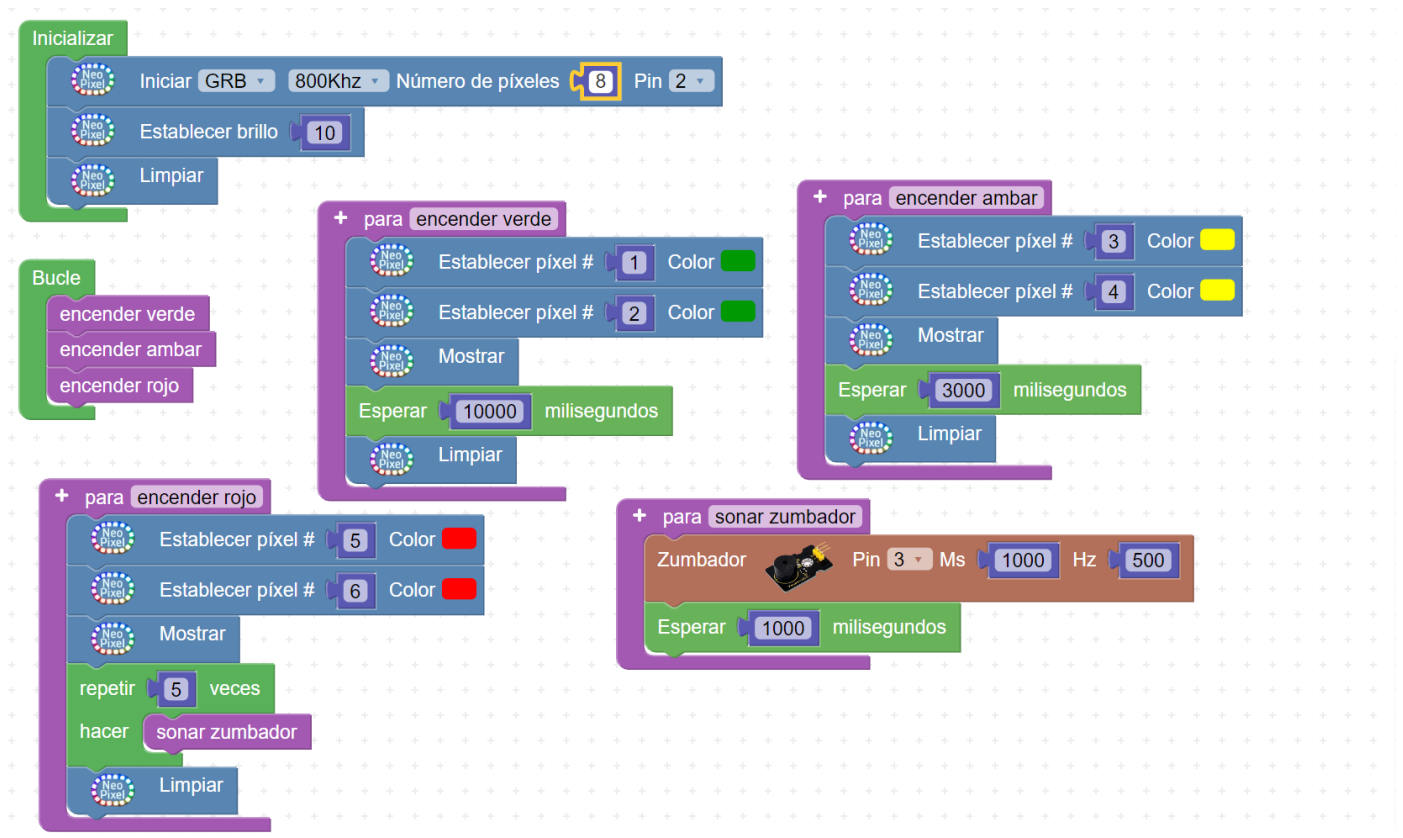 Inicializar
Neo Pixel Iniciar GRB 800Khz Número de píxeles 8 Pin 2
Neo Pixel Establecer brillo 10
Neo Pixel Limpiar
Bucle
encender verde
encender ambar
encender rojo
+ para encender verde
Neo Pixel Establecer píxel # 1 Color
Neo Pixel Establecer píxel # 2 Color
Neo Pixel Mostrar
Esperar 10000 milisegundos
Neo Pixel Limpiar
+ para encender ambar
Neo Pixel Establecer píxel # 3 Color
Neo Pixel Establecer píxel # 4 Color
Neo Pixel Mostrar
Esperar 3000 milisegundos
Neo Pixel Limpiar
+ para encender rojo
Neo Pixel Establecer píxel # 5 Color
Neo Pixel Establecer píxel # 6 Color
Neo Pixel Mostrar
repetir 5 veces
hacer sonar zumbador
Neo Pixel Limpiar
+ para sonar zumbador
Zumbador Pin 3 Ms 1000 Hz 500
Esperar 1000 milisegundos